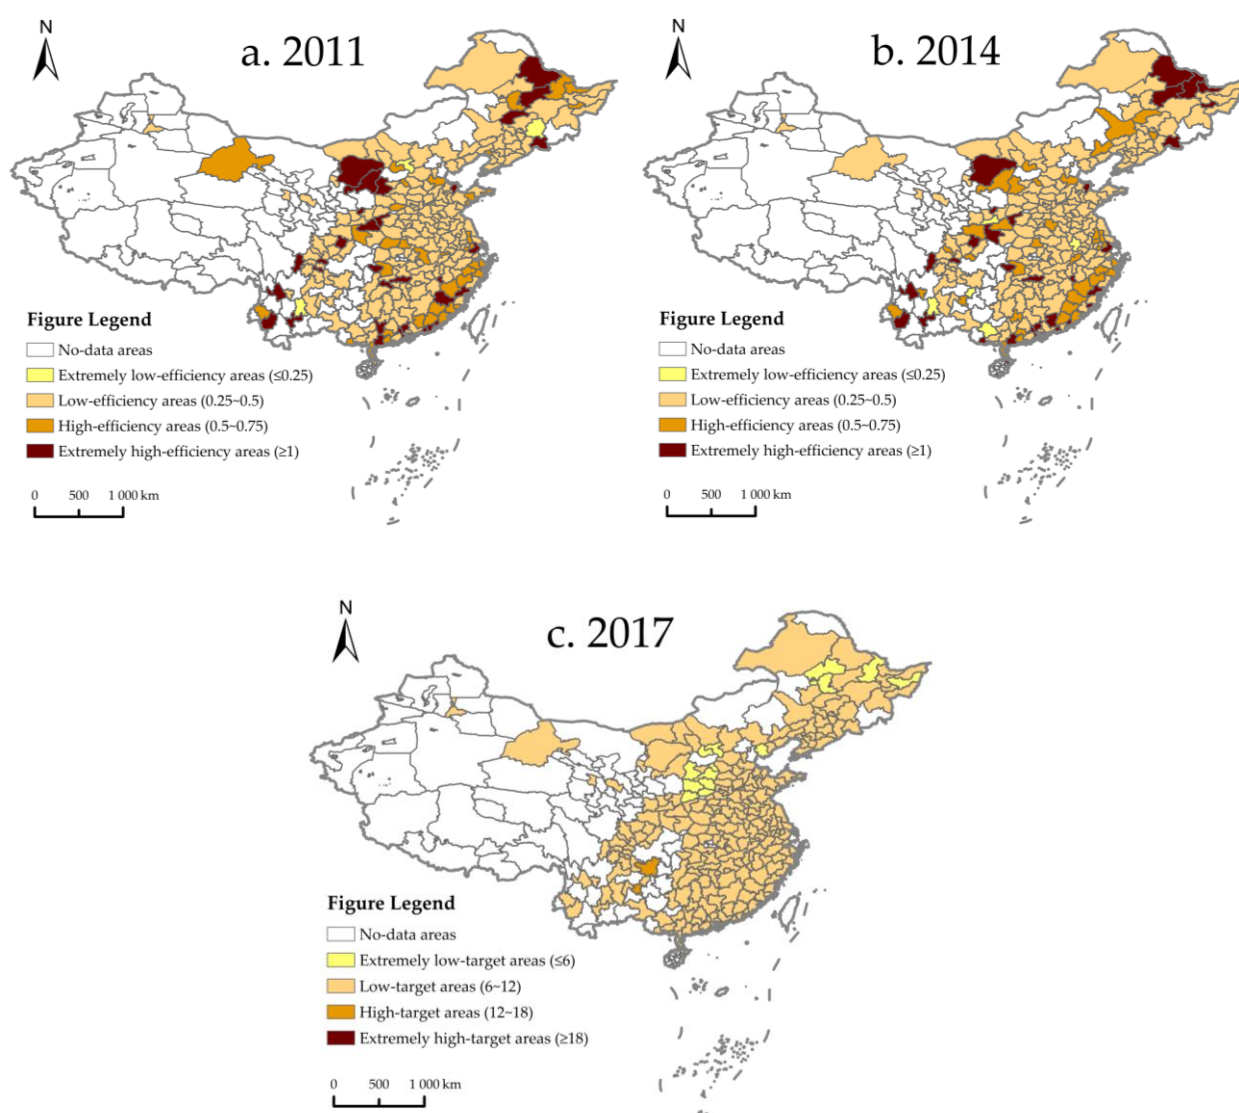 N
a. 2011
Figure Legend
No-data areas
Extremely low-efficiency areas (≤0.25)
Low-efficiency areas (0.25~0.5)
High-efficiency areas (0.5~0.75)
Extremely high-efficiency areas (≥1)
0 500 1 000 km
N
b. 2014
Figure Legend
No-data areas
Extremely low-efficiency areas (≤0.25)
Low-efficiency areas (0.25~0.5)
High-efficiency areas (0.5~0.75)
Extremely high-efficiency areas (≥1)
0 500 1 000 km
N
c. 2017
Figure Legend
No-data areas
Extremely low-target areas (≤6)
Low-target areas (6~12)
High-target areas (12~18)
Extremely high-target areas (≥18)
0 500 1 000 km